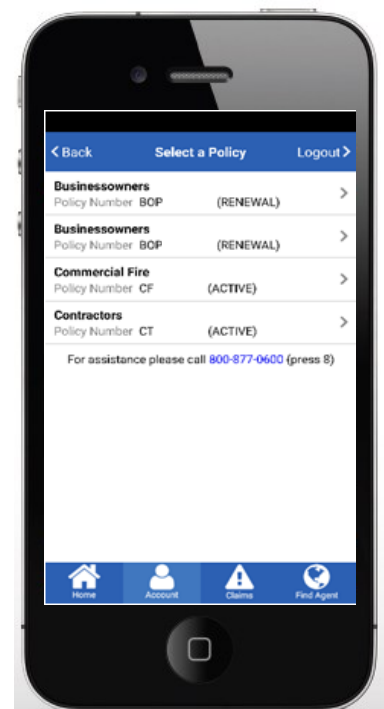 Back Select a Policy Logout
Businessowners
Policy Number BOP (RENEWAL)
Businessowners
Policy Number BOP (RENEWAL)
Commercial Fire
Policy Number CF (ACTIVE)
Contractors
Policy Number CT (ACTIVE)
For assistance please call 800-877-0600 (press 8)
Home Account Claims Find Agent